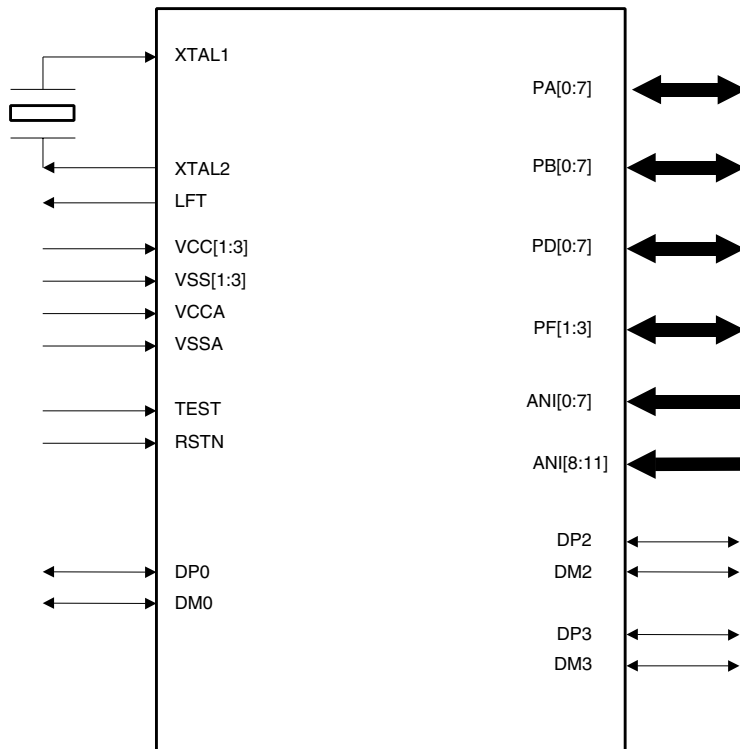 XTAL1
XTAL2
LFT
VCC[1:3]
VSS[1:3]
VCCA
VSSA
TEST
RSTN
DP0
DM0
PA[0:7]
PB[0:7]
PD[0:7]
PF[1:3]
ANI[0:7]
ANI[8:11]
DP2
DM2
DP3
DM3